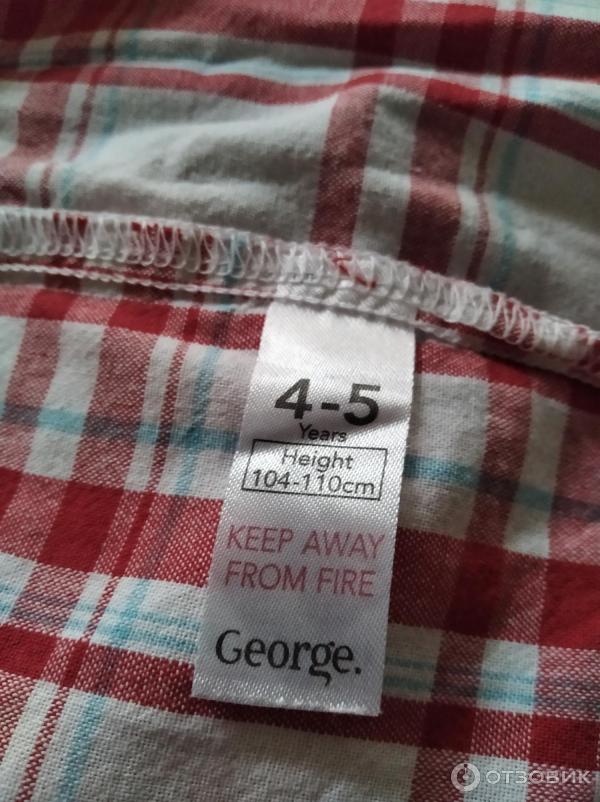 4-5
Years
Height
104-110cm
KEEP AWAY
FROM FIRE
George.
ОТЗОВИК